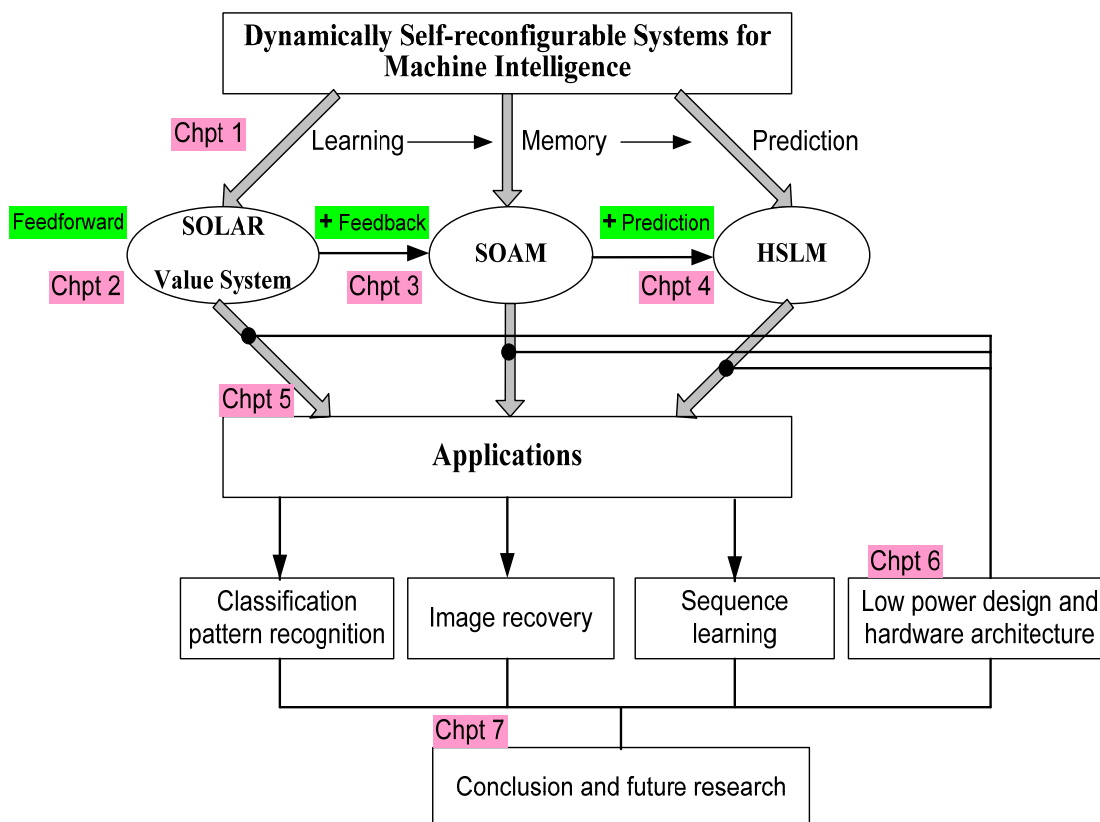 Dynamically Self-reconfigurable Systems for
Machine Intelligence
Chpt 1
Learning
Memory
Prediction
Feedforward
SOLAR
Value System
+ Feedback
SOAM
+ Prediction
HSLM
Chpt 2
Chpt 3
Chpt 4
Chpt 5
Applications
Chpt 6
Classification
pattern recognition
Image recovery
Sequence
learning
Low power design and
hardware architecture
Chpt 7
Conclusion and future research